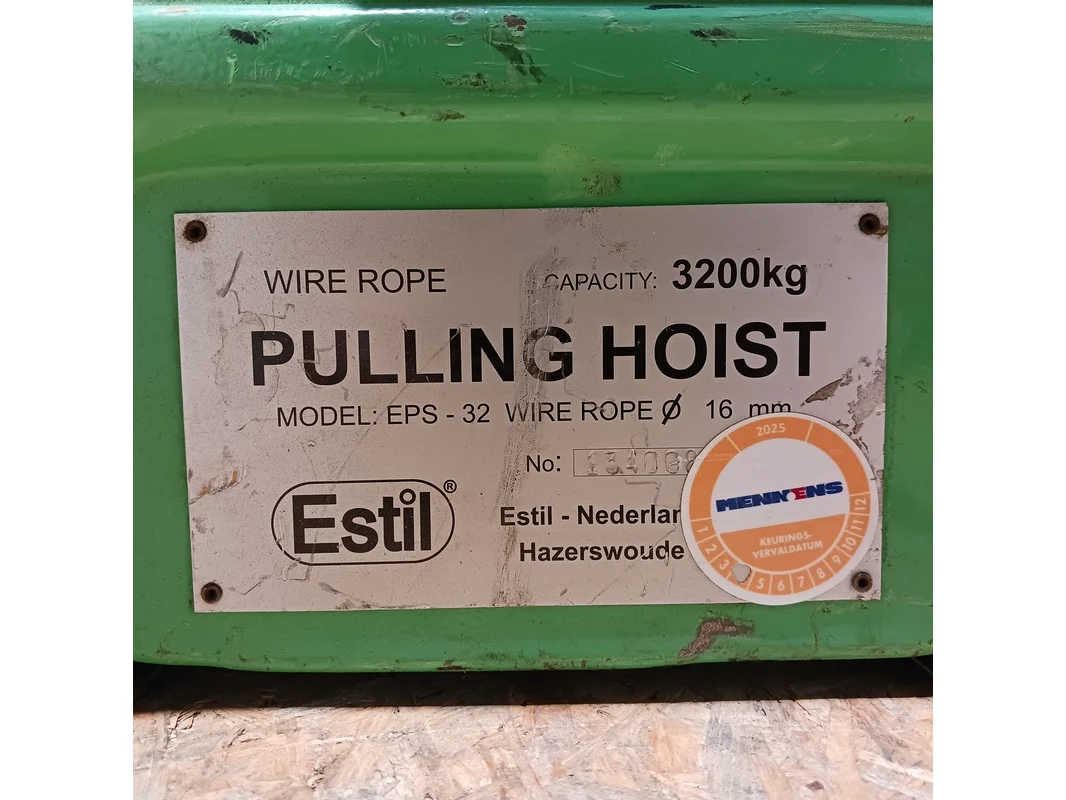 WIRE ROPE CAPACITY: 3200kg
PULLING HOIST
MODEL: EPS - 32 WIRE ROPE Ø 16 mm
No:
Estil®
Estil - Nederlan
Hazerswoude
2025
MENNENS
KEURINGS-
VERVALDATUM
1 2 3 5 6 7 8 9 10 11 12